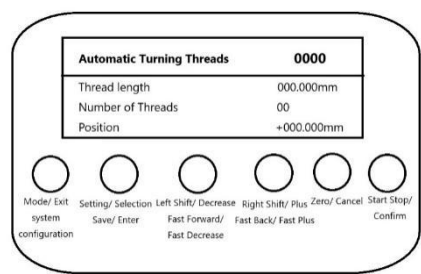 Automatic Turning Threads 0000
Thread length 000.000mm
Number of Threads 00
Position +000.000mm
Mode/ Exit
system
configuration
Setting/ Selection
Save/ Enter
Left Shift/ Decrease
Fast Forward/
Fast Decrease
Right Shift/ Plus
Fast Back/ Fast Plus
Zero/ Cancel
Start Stop/
Confirm